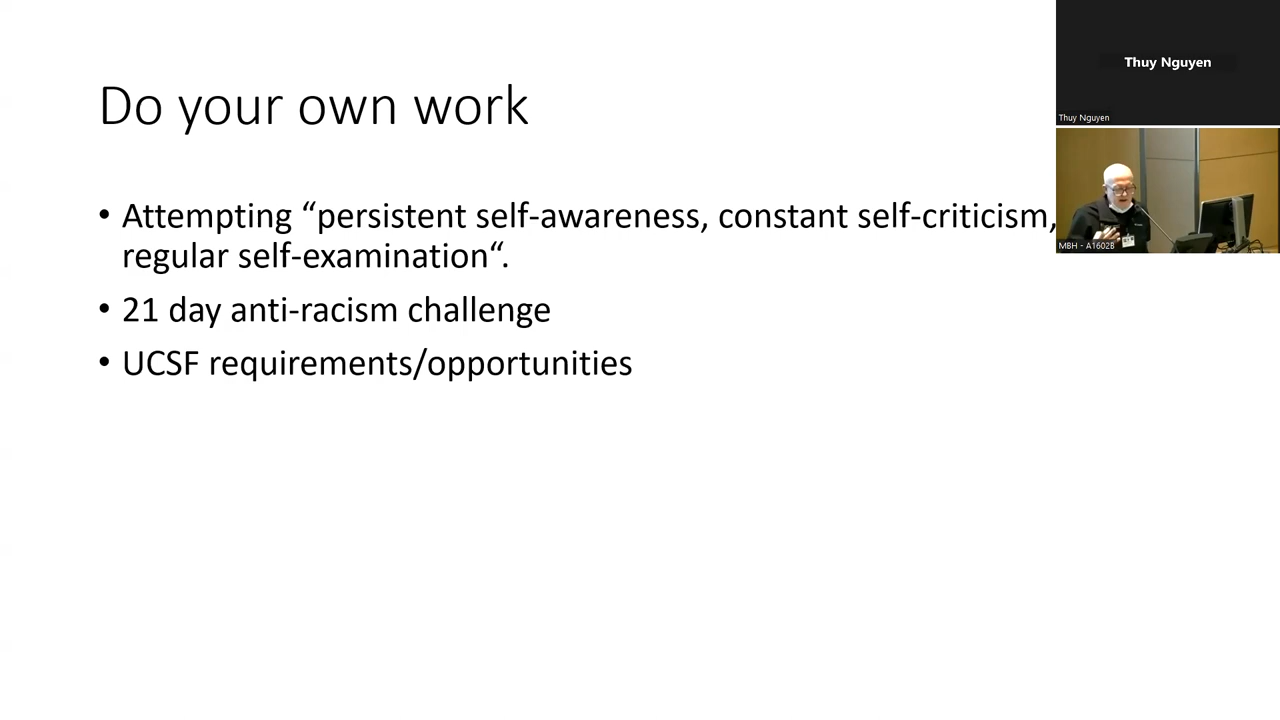 Do your own work
• Attempting “persistent self-awareness, constant self-criticism,
regular self-examination“.
• 21 day anti-racism challenge
• UCSF requirements/opportunities
Thuy Nguyen
Thuy Nguyen
MBH - A1602B